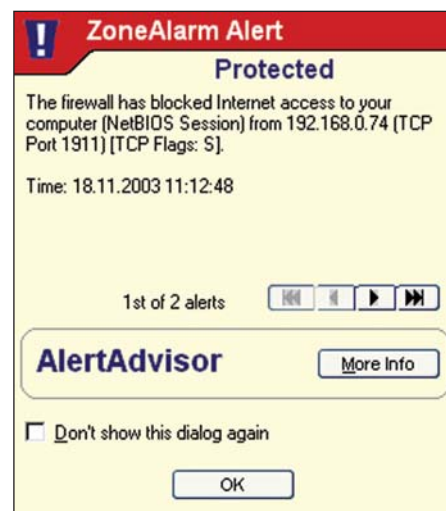 !
ZoneAlarm Alert
Protected
The firewall has blocked Internet access to your
computer (NetBIOS Session) from 192.168.0.74 (TCP
Port 1911) [TCP Flags: S].
Time: 18.11.2003 11:12:48
1st of 2 alerts
AlertAdvisor
More Info
Don't show this dialog again
OK